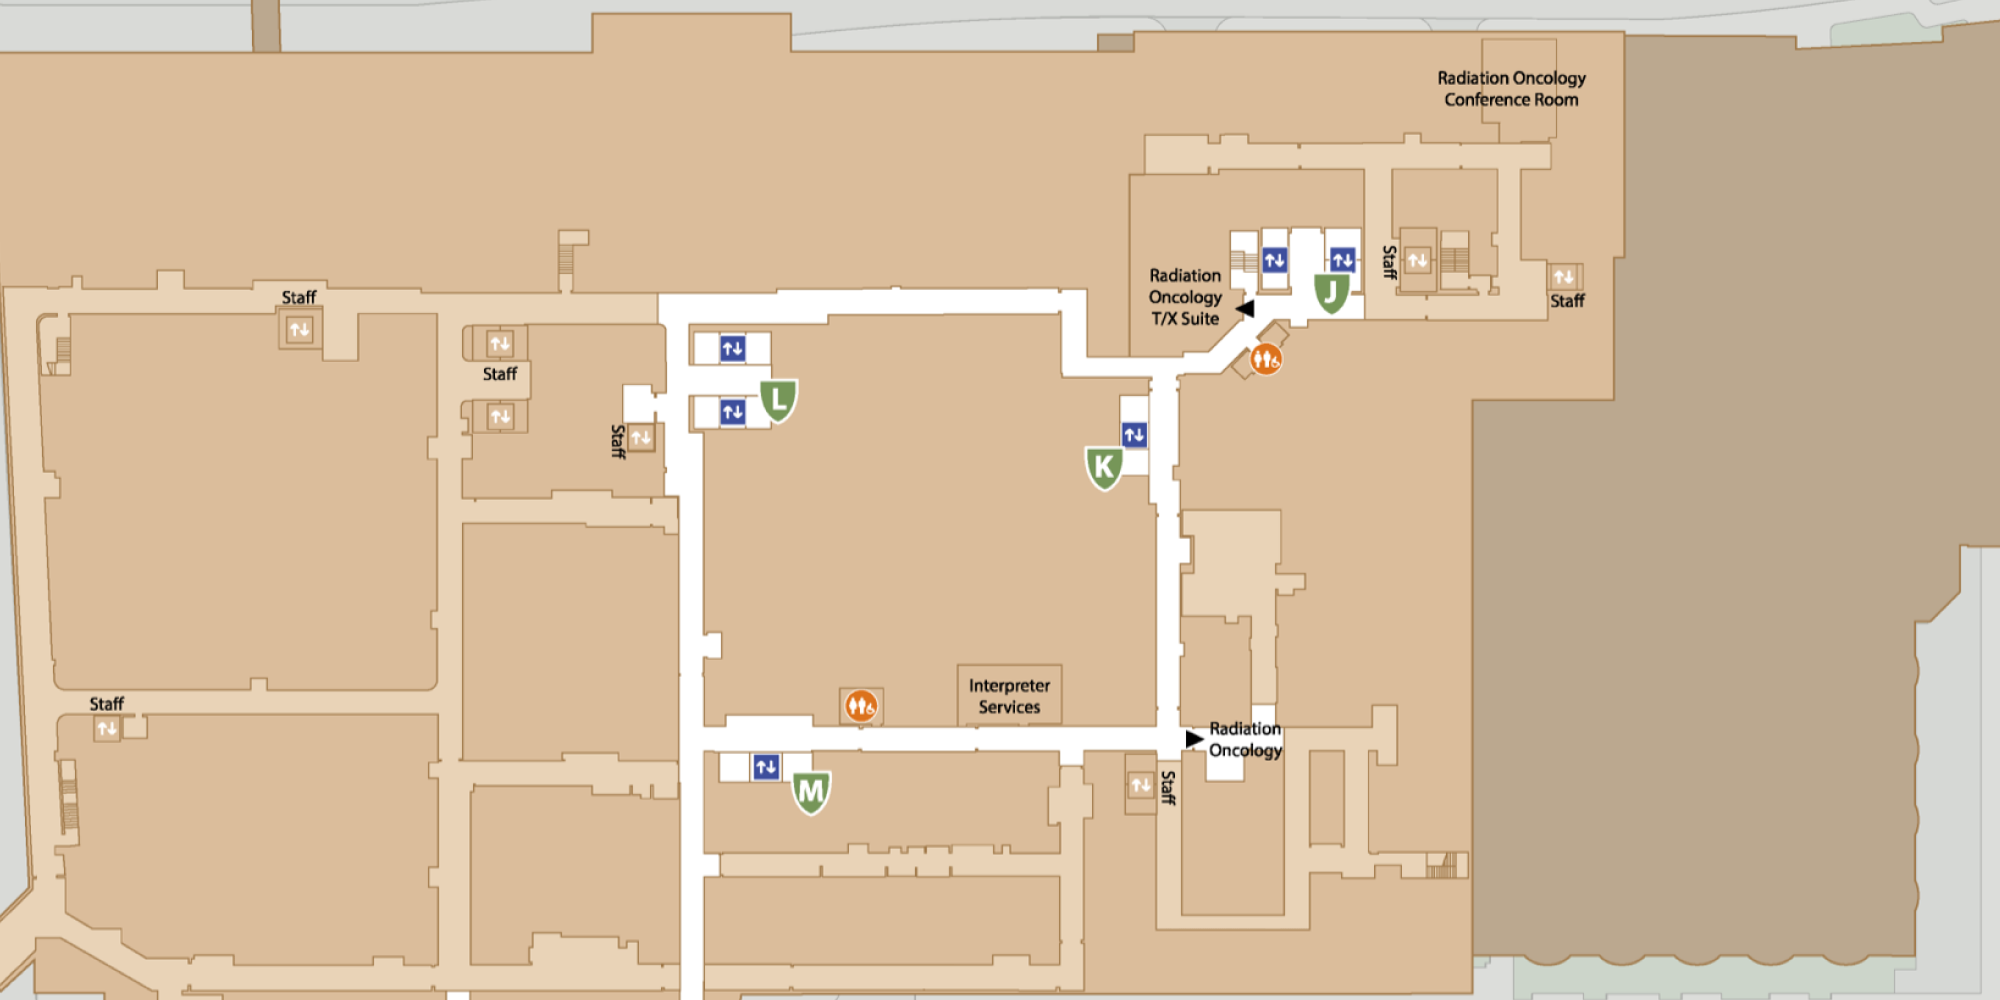 Radiation Oncology
Conference Room
Staff
Radiation
Oncology
T/X Suite
J
Staff
Staff
Staff
L
Staff
K
Interpreter
Services
Staff
Radiation
Oncology
M
Staff